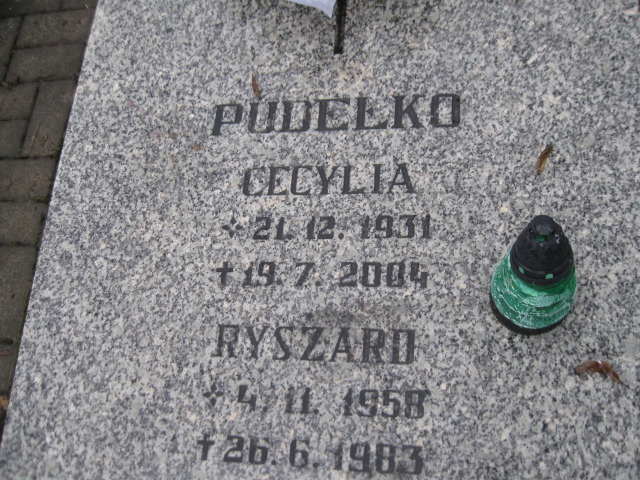 PUDEŁKO
CECYLIA
* 21. 12. 1931
† 19. 7. 2004
RYSZARD
* 4. 11. 1958
† 26. 6. 1983